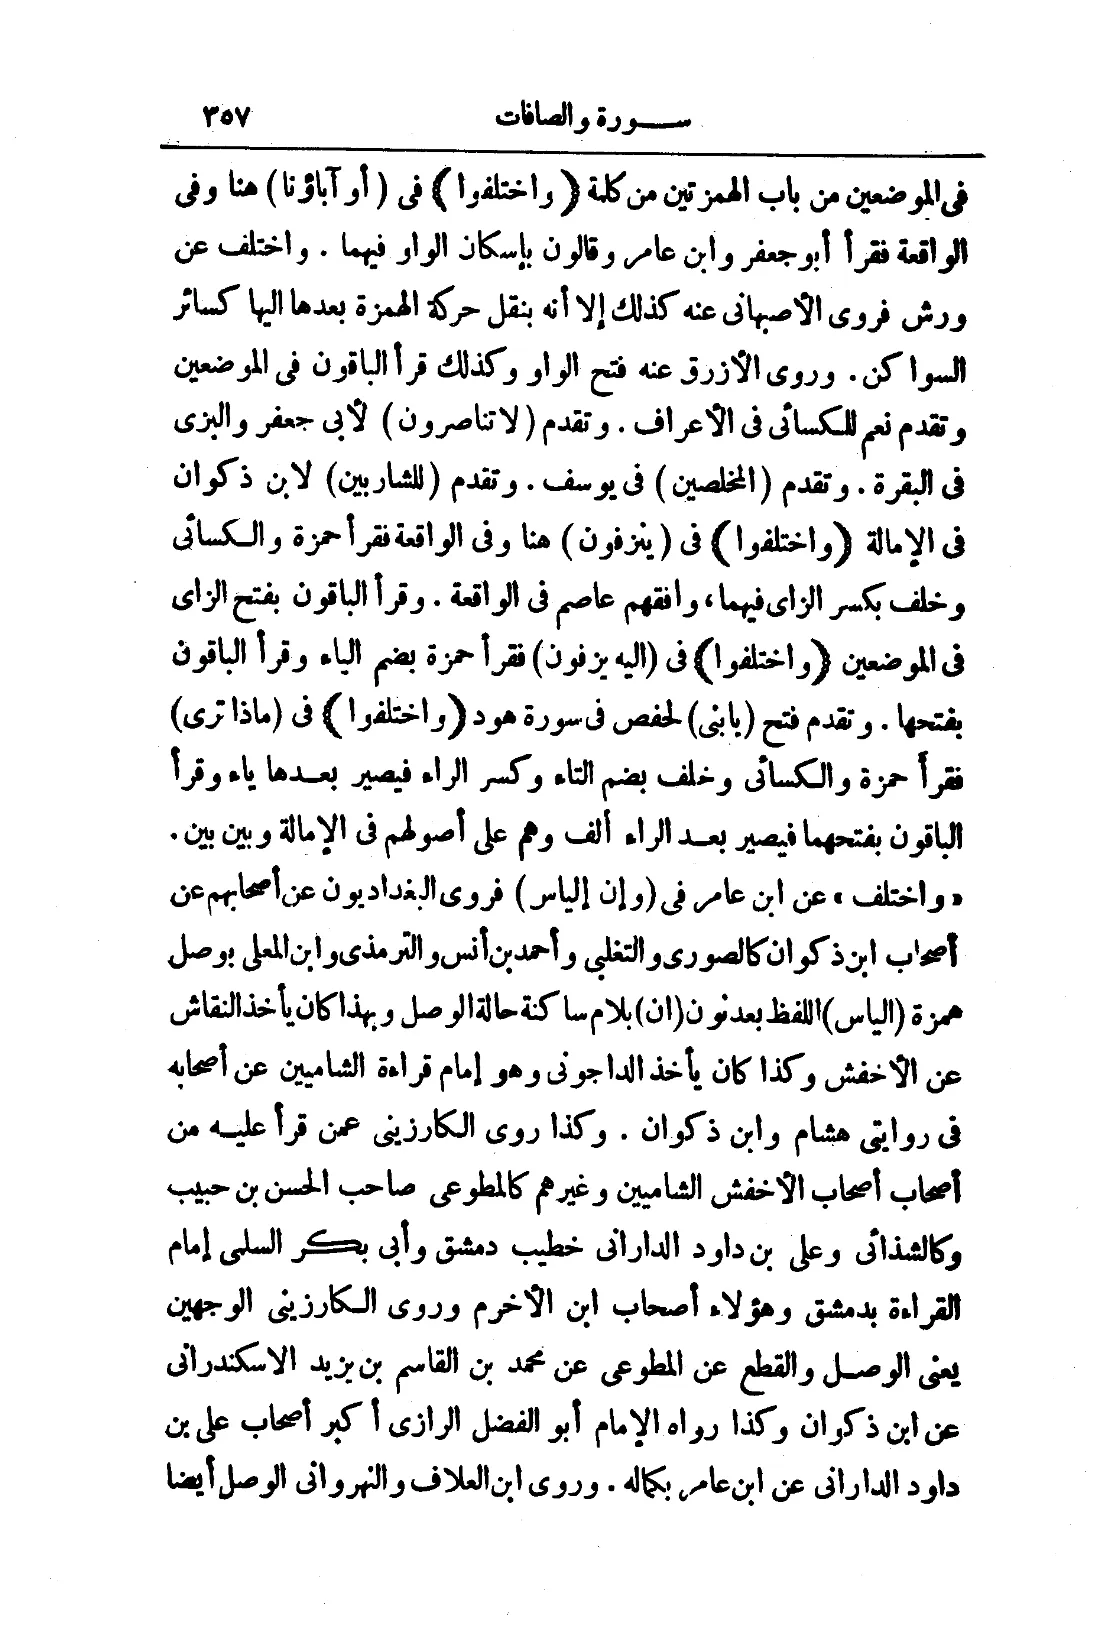 سورة والصافات ٣٥٧
فى الموضعين من باب الهمزتين من كلمة (واختلفوا) فى (أو آباؤنا) هنا وفى
الواقعة فقرأ أبو جعفر وابن عامر وقالون بإسكان الواو فيهما . واختلف عن
ورش فروى الأصبهانى عنه كذلك إلا أنه بنقل حركة الهمزة بعدها اليها كسائر
السواكن . وروى الأزرق عنه فتح الواو وكذلك قرأ الباقون فى الموضعين
وتقدم نعم للكسائى فى الأعراف . وتقدم (لا تناصرون) لأبى جعفر والبزى
فى البقرة . وتقدم (المخلصين) فى يوسف . وتقدم (للشاربين) لابن ذكوان
فى الإمالة (واختلفوا) فى (ينزفون) هنا وفى الواقعة فقرأ حمزة والكسائى
وخلف بكسر الزاى فيهما، وافقهم عاصم فى الواقعة . وقرأ الباقون بفتح الزاى
فى الموضعين (واختلفوا) فى (اليه يزفون) فقرأ حمزة بضم الياء وقرأ الباقون
بفتحها . وتقدم فتح (يابنى) لحفص فى سورة هود (واختلفوا) فى (ماذا ترى)
فقرأ حمزة والكسائى وخلف بضم التاء وكسر الراء فيصير بعدها ياء وقرأ
الباقون بفتحهما فيصير بعد الراء ألف وهم على أصولهم فى الإمالة وبين بين .
«واختلف» عن ابن عامر فى (وإن إلياس) فروى البغداديون عن أصحابهم عن
أصحاب ابن ذكوان كالصورى والتغلبى وأحمد بن أنس والترمذى وابن المعلى بوصل
همزة (الياس) اللفظ بعد نون (ان) بلام ساكنة حالة الوصل وبهذا كان يأخذ النقاش
عن الأخفش وكذا كان يأخذ الداجونى وهو إمام قراءة الشاميين عن أصحابه
فى روايتى هشام وابن ذكوان . وكذا روى الكارزينى عمن قرأ عليه من
أصحاب أصحاب الأخفش الشاميين وغيرهم كالمطوعى صاحب الحسن بن حبيب
وكالشذائى وعلى بن داود الدارانى خطيب دمشق وأبى بكر السلمى إمام
القراءة بدمشق وهؤلاء أصحاب ابن الأخرم وروى الكارزينى الوجهين
يعنى الوصل والقطع عن المطوعى عن محمد بن القاسم بن يزيد الاسكندرانى
عن ابن ذكوان وكذا رواه الإمام أبو الفضل الرازى أكبر أصحاب على بن
داود الدارانى عن ابن عامر بكماله . وروى ابن العلاف والنهروانى الوصل أيضا